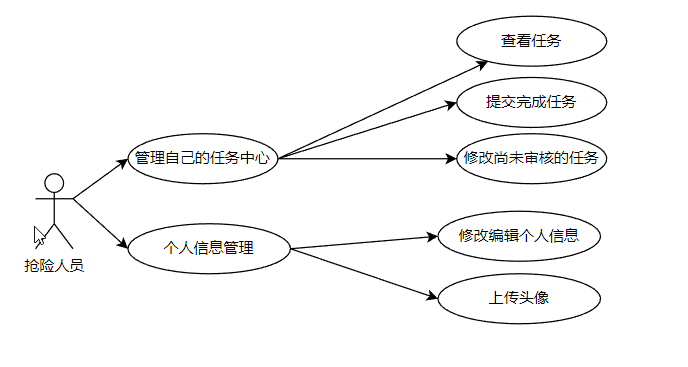 查看任务
提交完成任务
管理自己的任务中心
修改尚未审核的任务
抢险人员
个人信息管理
修改编辑个人信息
上传头像